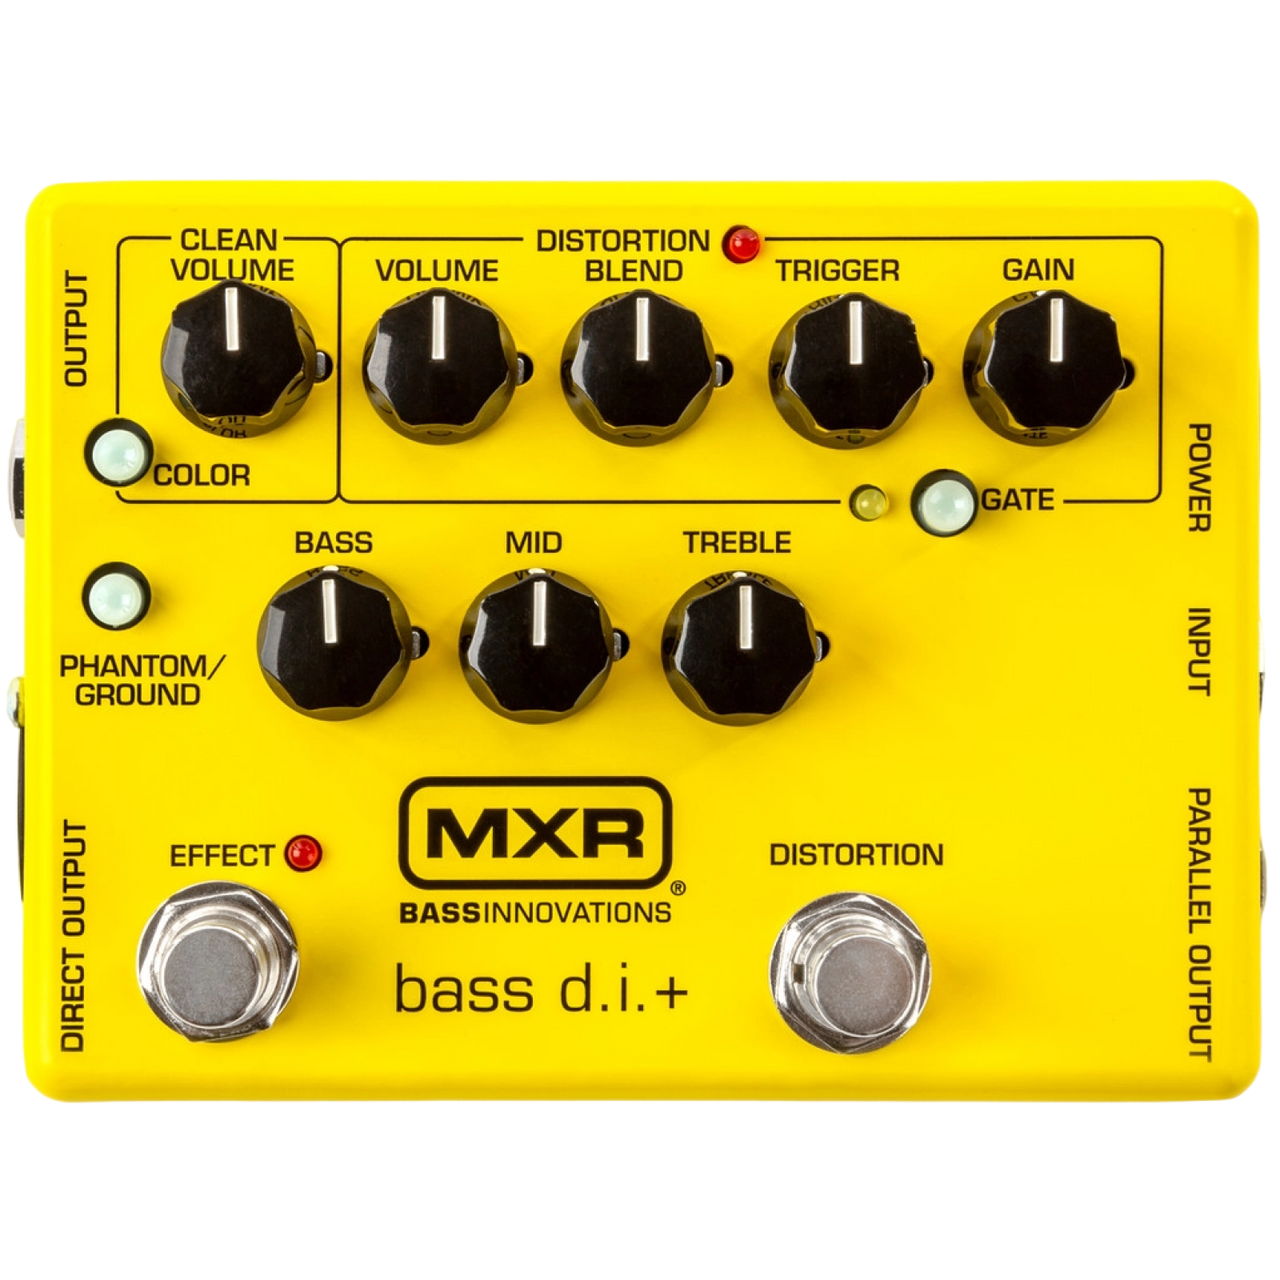 CLEAN
VOLUME
DISTORTION
VOLUME
BLEND
TRIGGER
GAIN
OUTPUT
COLOR
GATE
POWER
BASS
MID
TREBLE
PHANTOM/
GROUND
INPUT
MXR
®
BASSINNOVATIONS
bass d.i.+
EFFECT
DISTORTION
DIRECT OUTPUT
PARALLEL OUTPUT